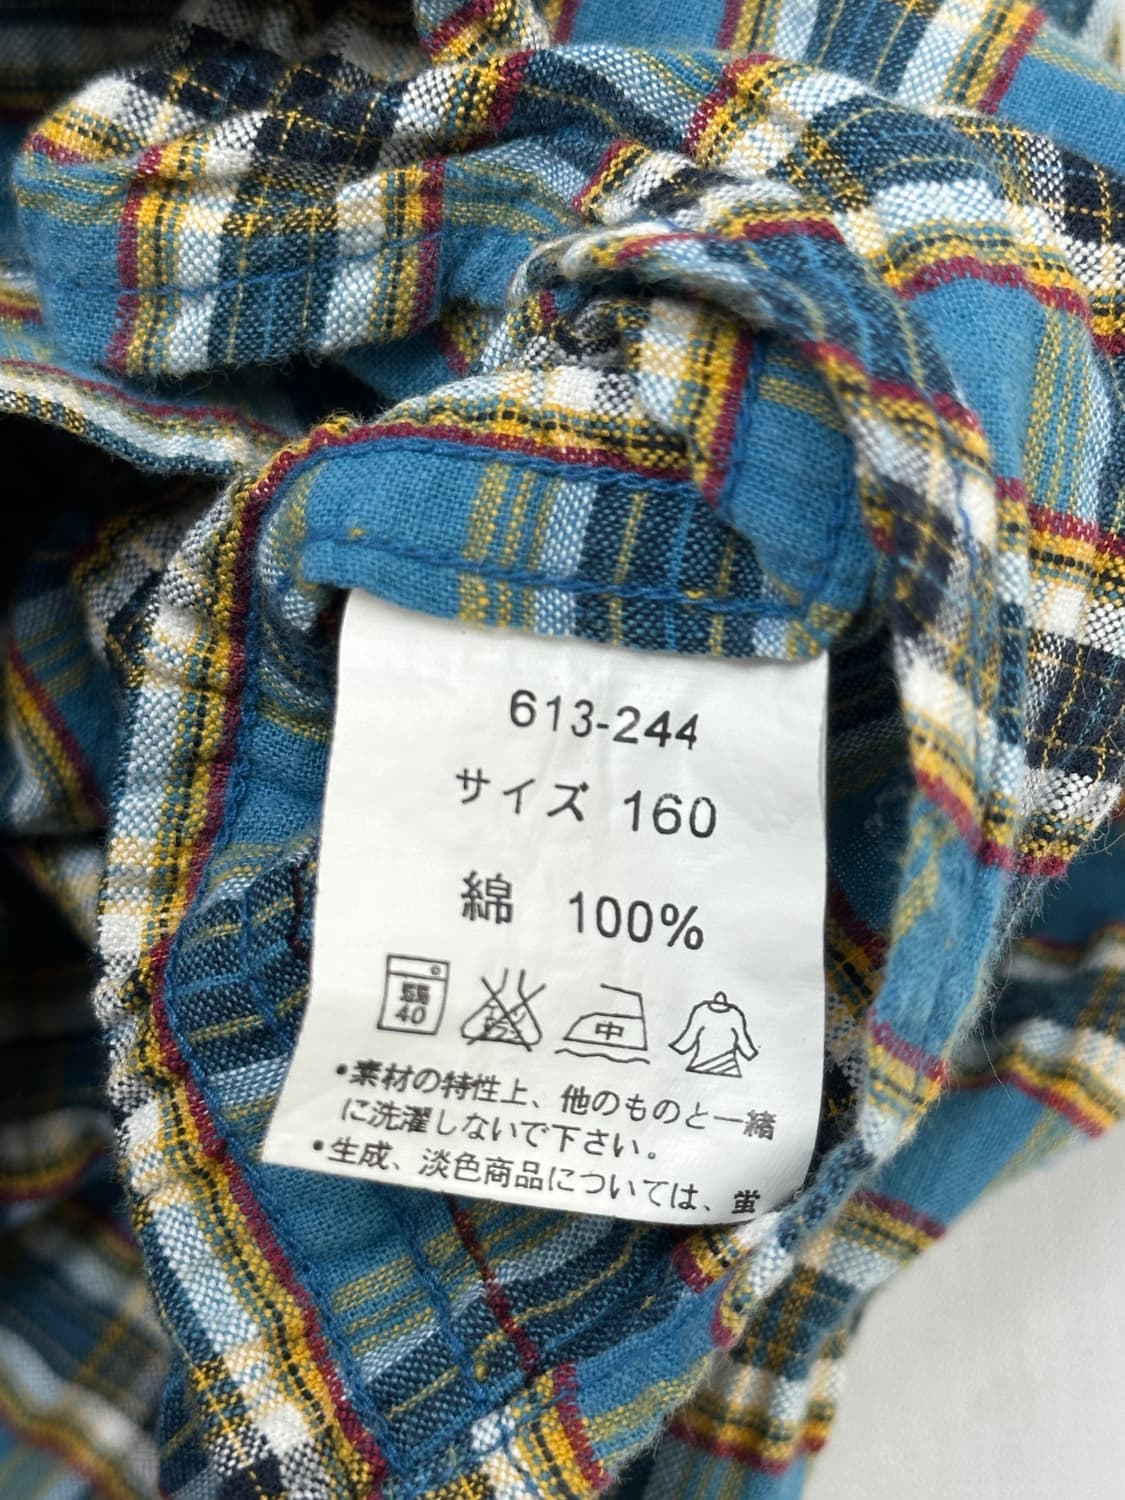 613-244
サイズ 160
綿 100%
40
中
•素材の特性上、他のものと一緒
に洗濯しないで下さい。
•生成、淡色商品については、蛍